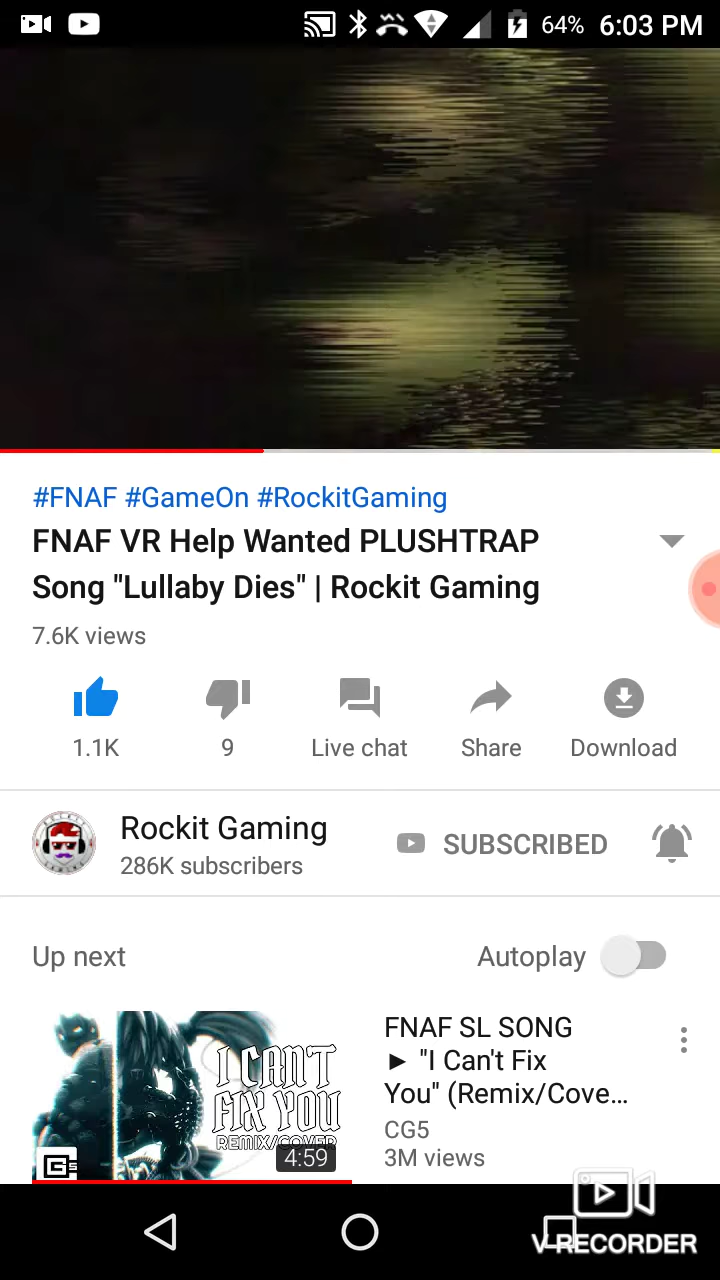 64% 6:03 PM
#FNAF #GameOn #RockitGaming
FNAF VR Help Wanted PLUSHTRAP
Song "Lullaby Dies" | Rockit Gaming
7.6K views
1.1K 9 Live chat Share Download
Rockit Gaming
SUBSCRIBED
286K subscribers
Up next Autoplay
I CAN'T
FIX YOU
REMIX/COVER
4:59
FNAF SL SONG
► "I Can't Fix
You" (Remix/Cove...
CG5
3M views
V RECORDER